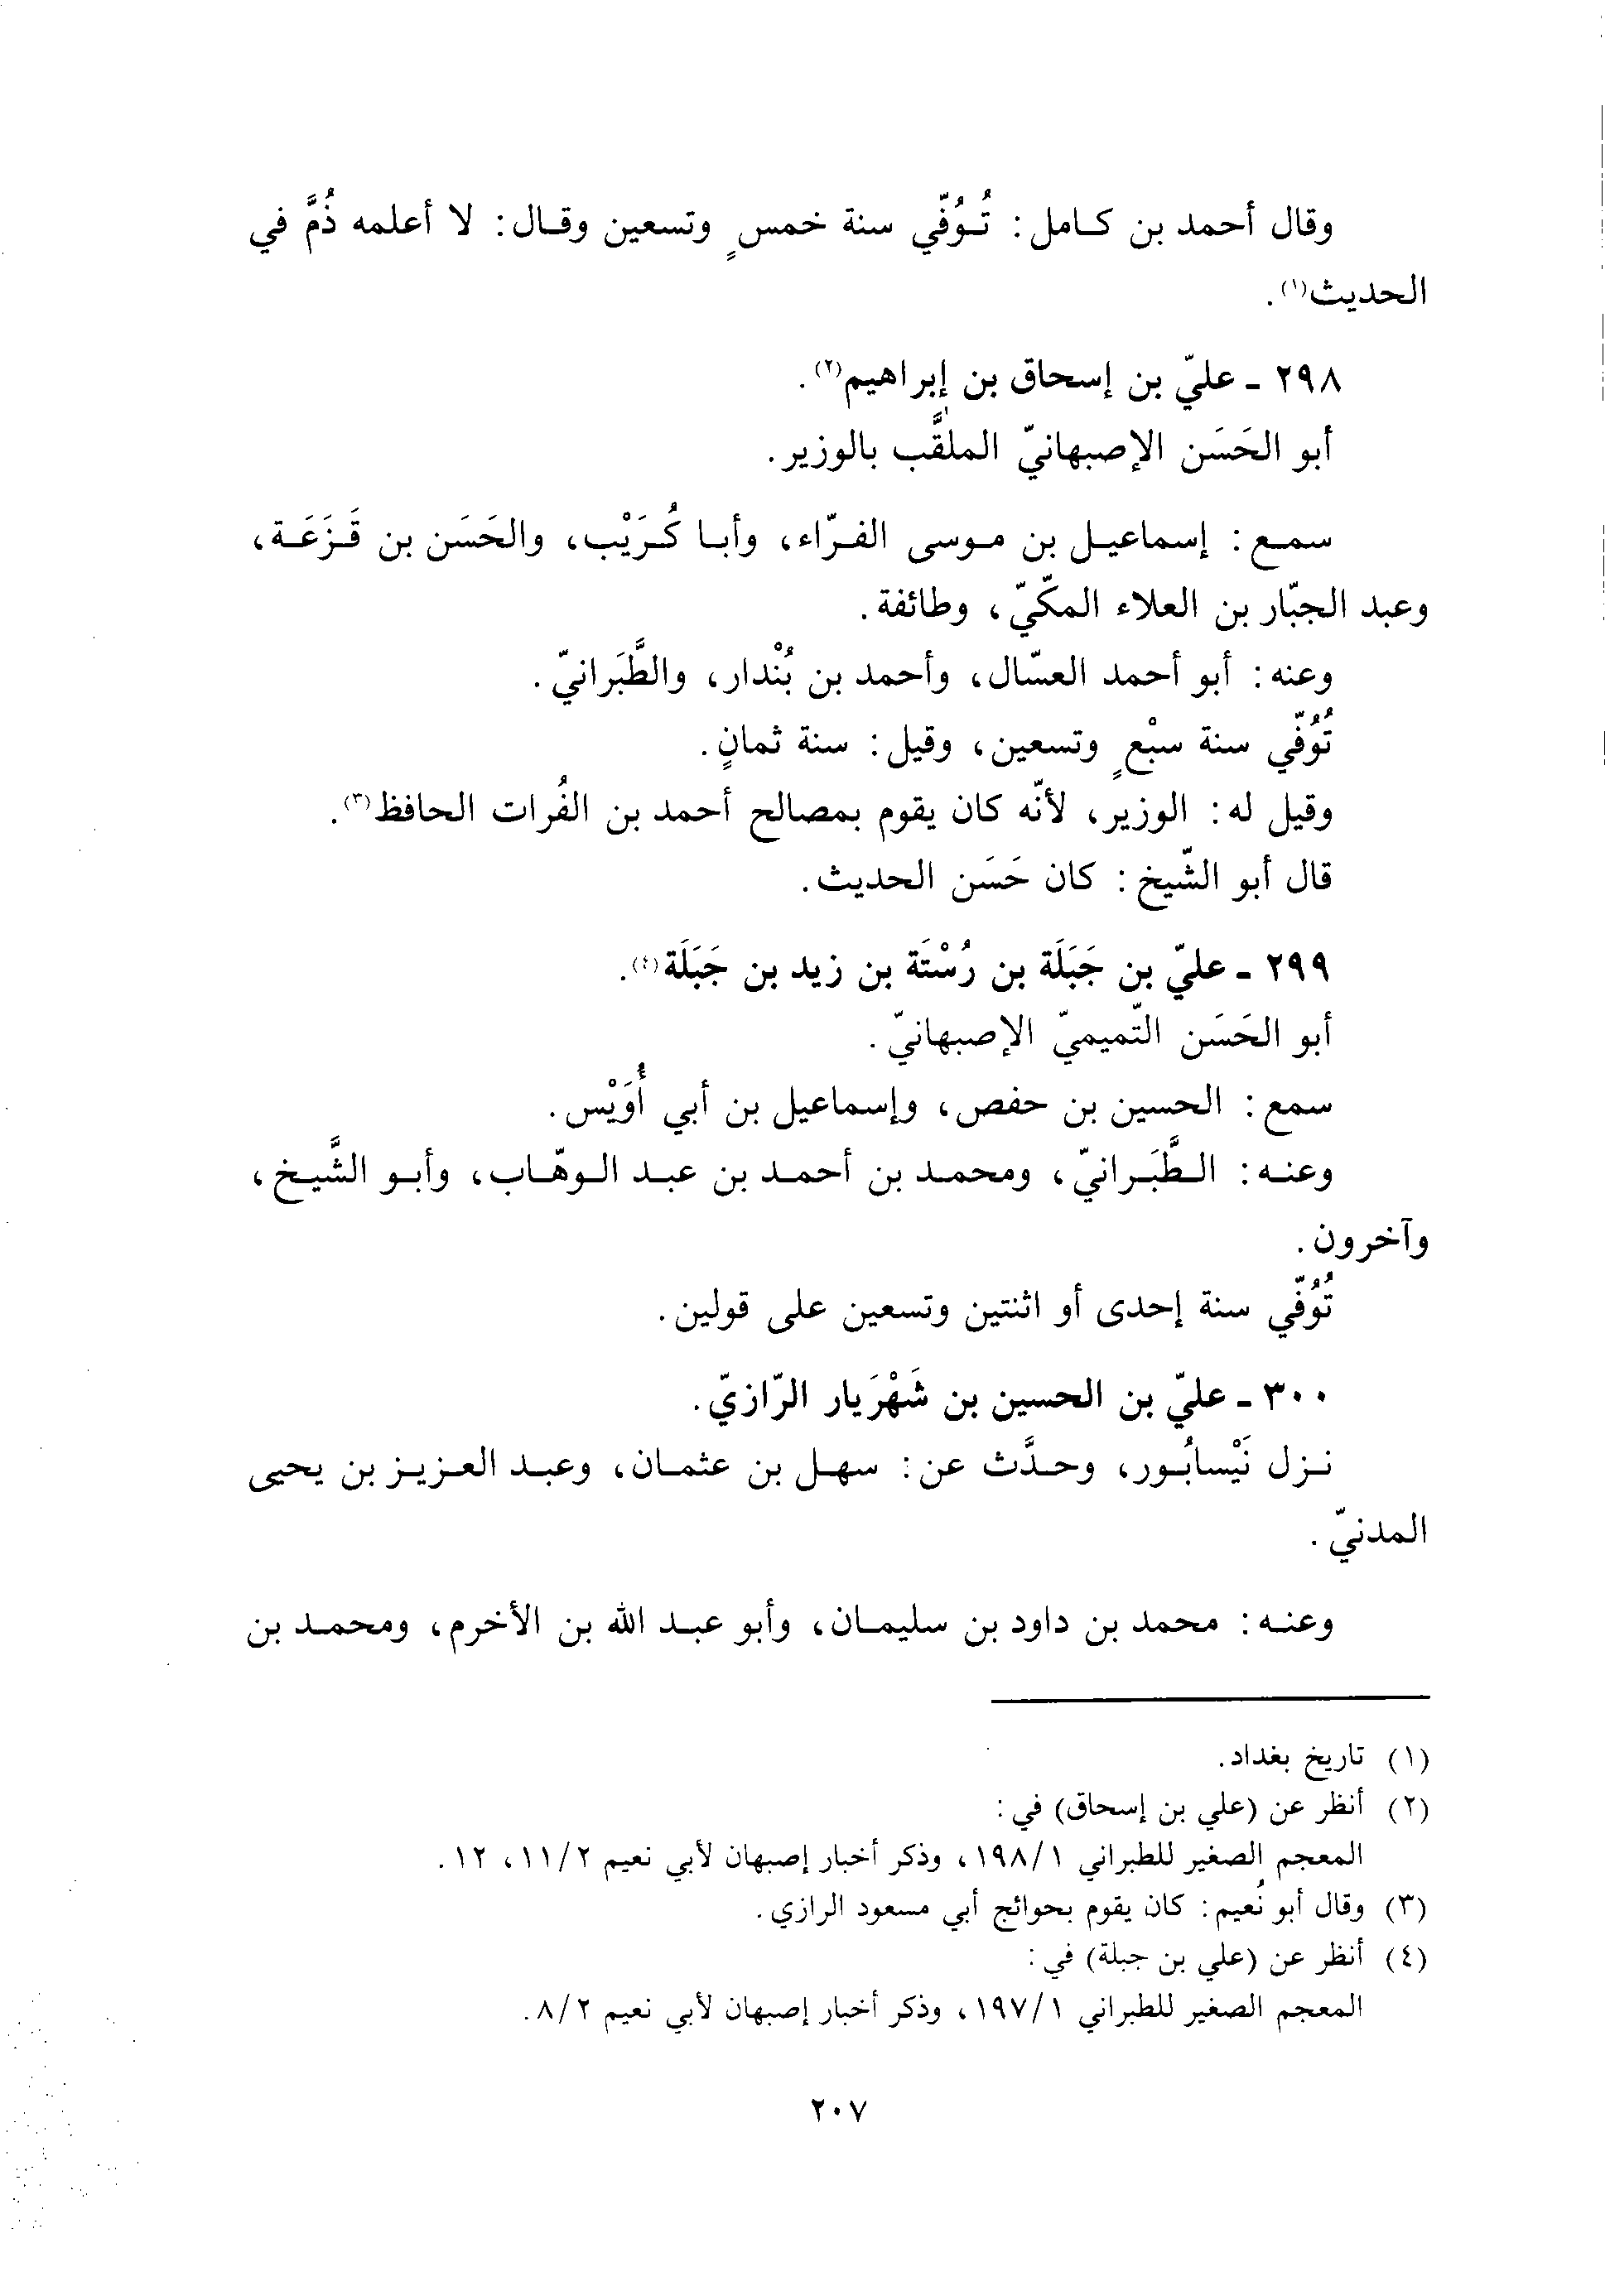 وقال أحمد بن كامل: تُوُفّي سنة خمسٍ وتسعين وقال: لا أعلمه ذُمَّ في
الحديث(١).
٢٩٨ ـ عليّ بن إسحاق بن إبراهيم(٢).
أبو الحَسَن الإصبهانيّ الملقَّب بالوزير.
سمع: إسماعيل بن موسى الفرّاء، وأبا كُرَيْب، والحَسَن بن قَزَعَة،
وعبد الجبّار بن العلاء المكّيّ، وطائفة.
وعنه: أبو أحمد العسّال، وأحمد بن بُنْدار، والطَّبَرانيّ.
تُوُفّي سنة سبْعٍ وتسعين، وقيل: سنة ثمانٍ.
وقيل له: الوزير، لأنّه كان يقوم بمصالح أحمد بن الفُرات الحافظ(٣).
قال أبو الشّيخ: كان حَسَن الحديث.
٢٩٩ ـ عليّ بن جَبَلَة بن رُسْتَة بن زيد بن جَبَلَة(٤).
أبو الحَسَن التّميميّ الإصبهانيّ.
سمع: الحسين بن حفص، وإسماعيل بن أبي أُوَيْس.
وعنه: الطَّبَرانيّ، ومحمد بن أحمد بن عبد الوهّاب، وأبو الشَّيخ،
وآخرون.
تُوُفّي سنة إحدى أو اثنتين وتسعين على قولين.
٣٠٠ ـ عليّ بن الحسين بن شَهْرَيار الرّازيّ.
نزل نَيْسابُور، وحدَّث عن: سهل بن عثمان، وعبد العزيز بن يحيى
المدنيّ.
وعنه: محمد بن داود بن سليمان، وأبو عبد الله بن الأخرم، ومحمد بن
(١) تاريخ بغداد.
(٢) أنظر عن (علي بن إسحاق) في:
المعجم الصغير للطبراني ١/١٩٨، وذكر أخبار إصبهان لأبي نعيم ٢/١١، ١٢.
(٣) وقال أبو نُعيم: كان يقوم بحوائج أبي مسعود الرازي.
(٤) أنظر عن (علي بن جبلة) في:
المعجم الصغير للطبراني ١/١٩٧، وذكر أخبار إصبهان لأبي نعيم ٢/٨.
٢٠٧